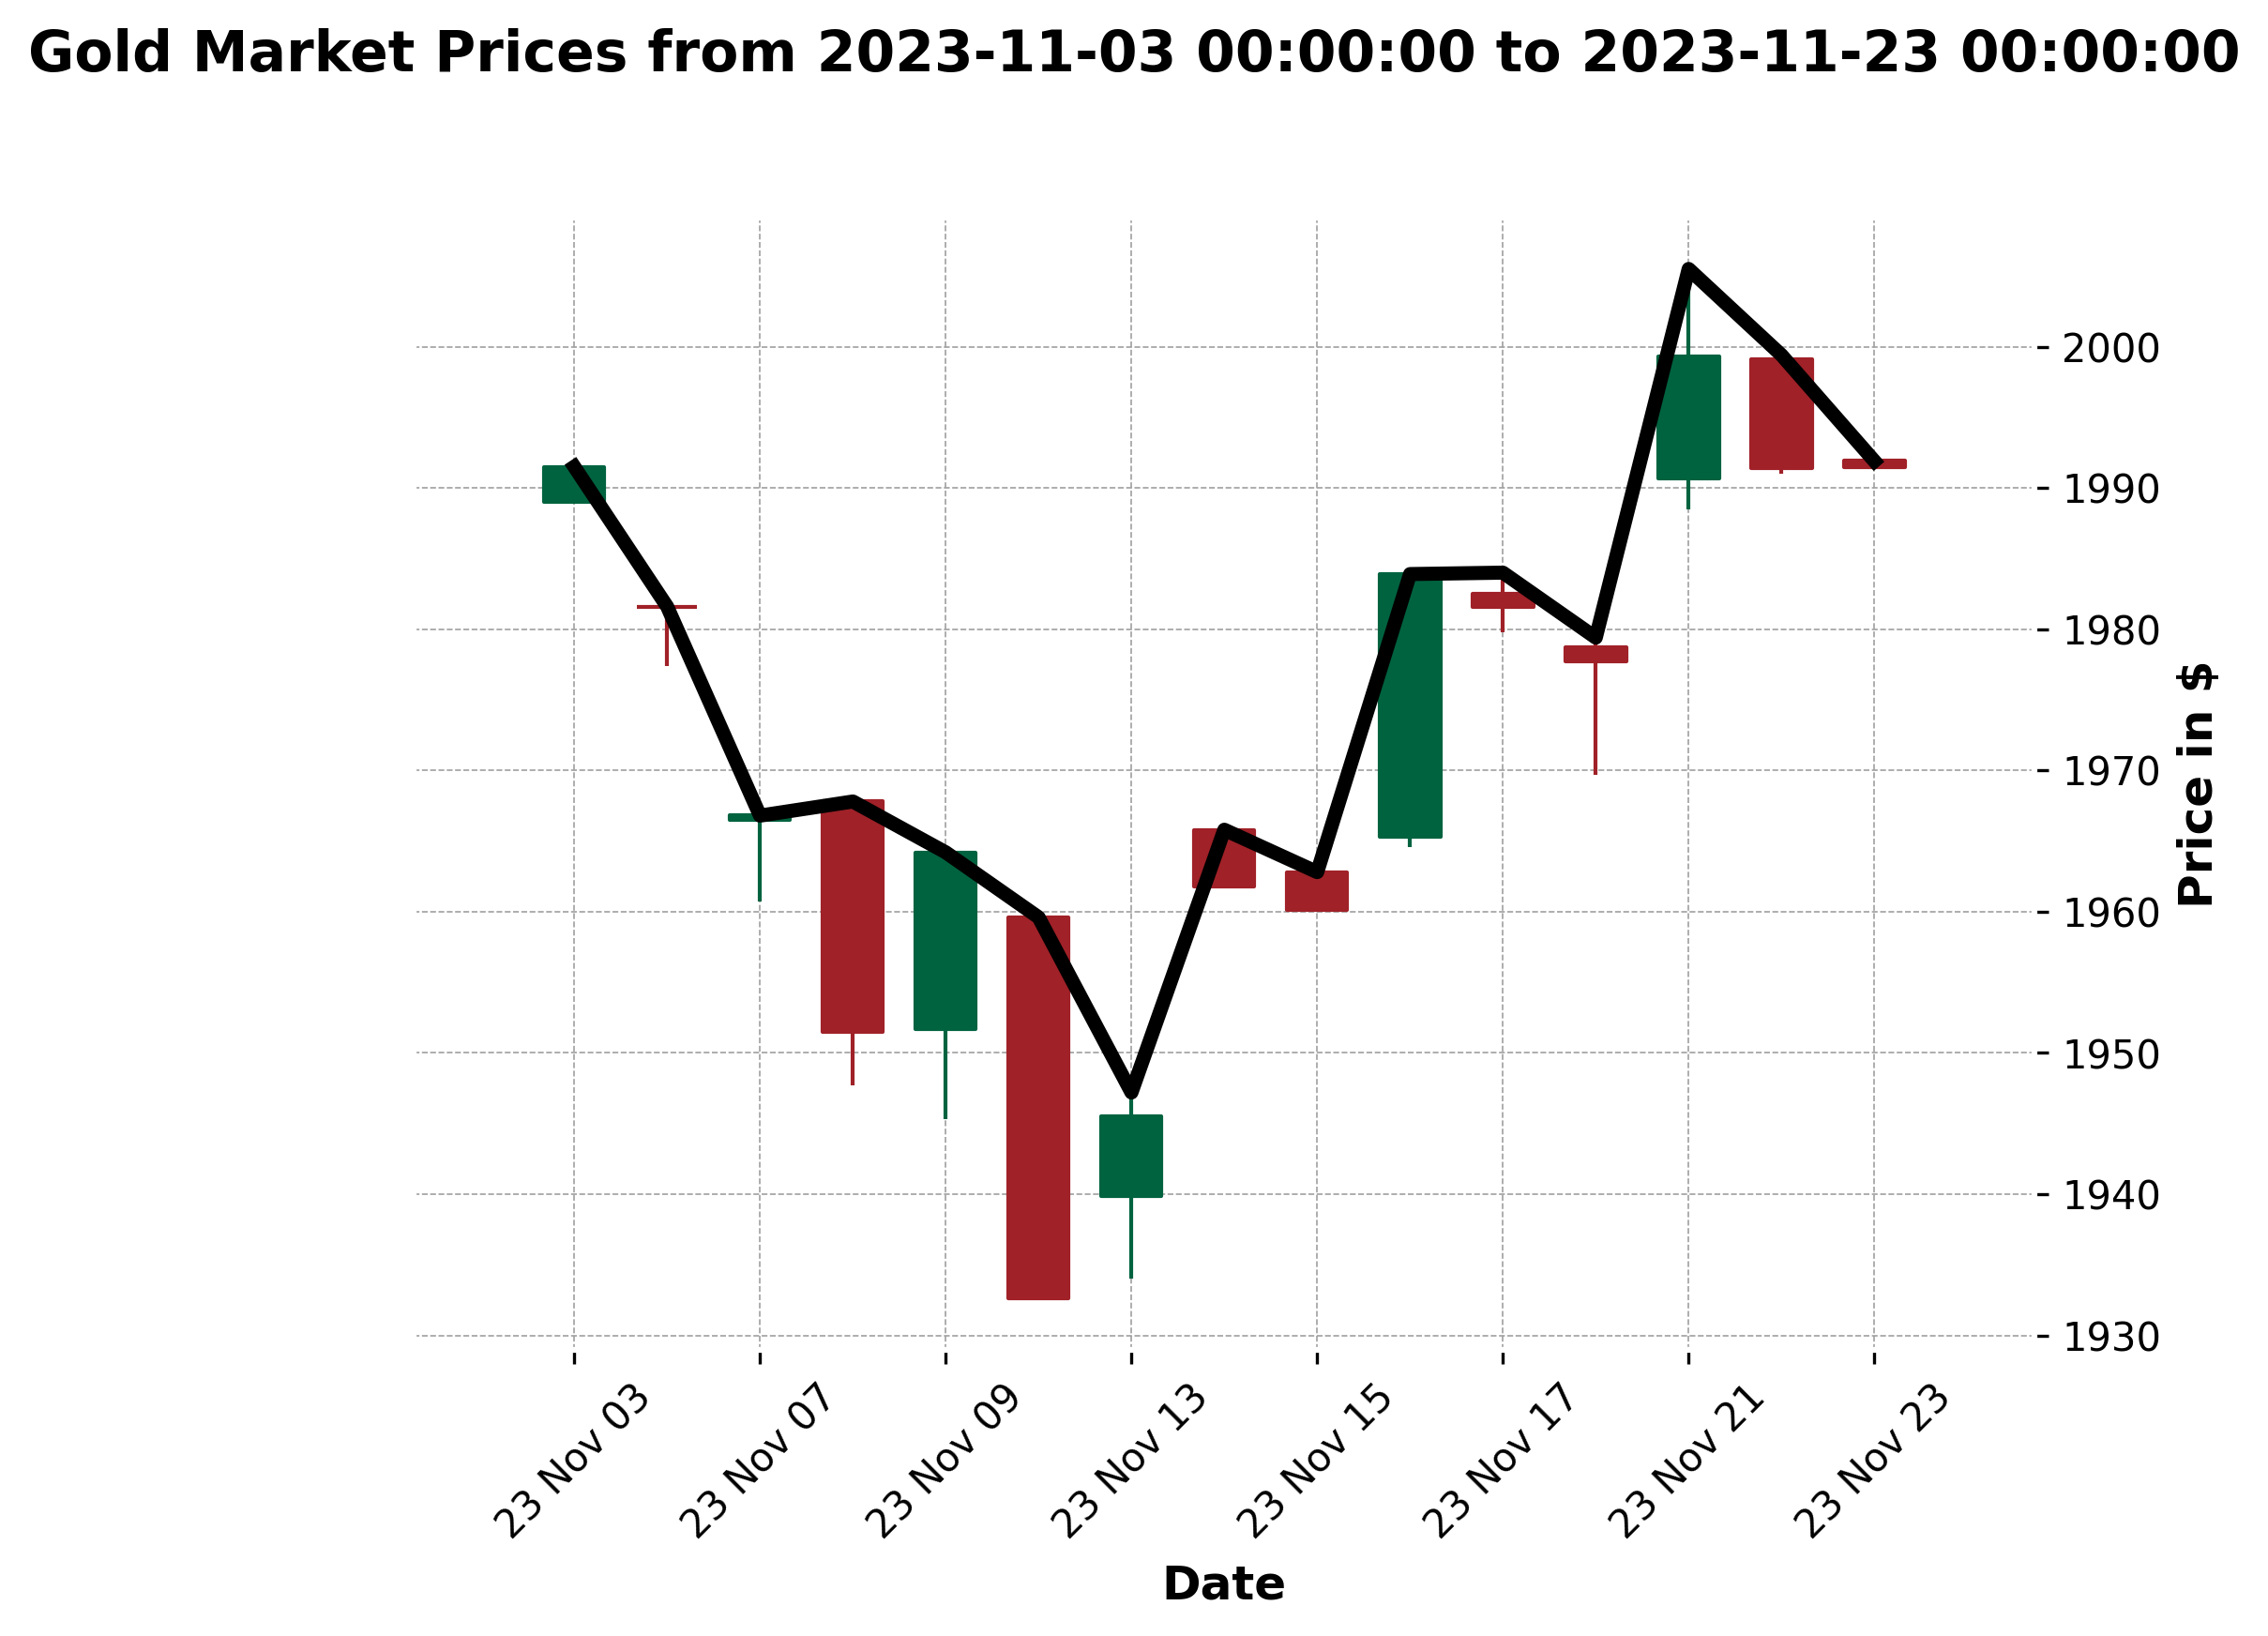 Gold Market Prices from 2023-11-03 00:00:00 to 2023-11-23 00:00:00
2000
1990
1980
1970
1960
1950
1940
1930
Price in $
23 Nov 03
23 Nov 07
23 Nov 09
23 Nov 13
23 Nov 15
23 Nov 17
23 Nov 21
23 Nov 23
Date